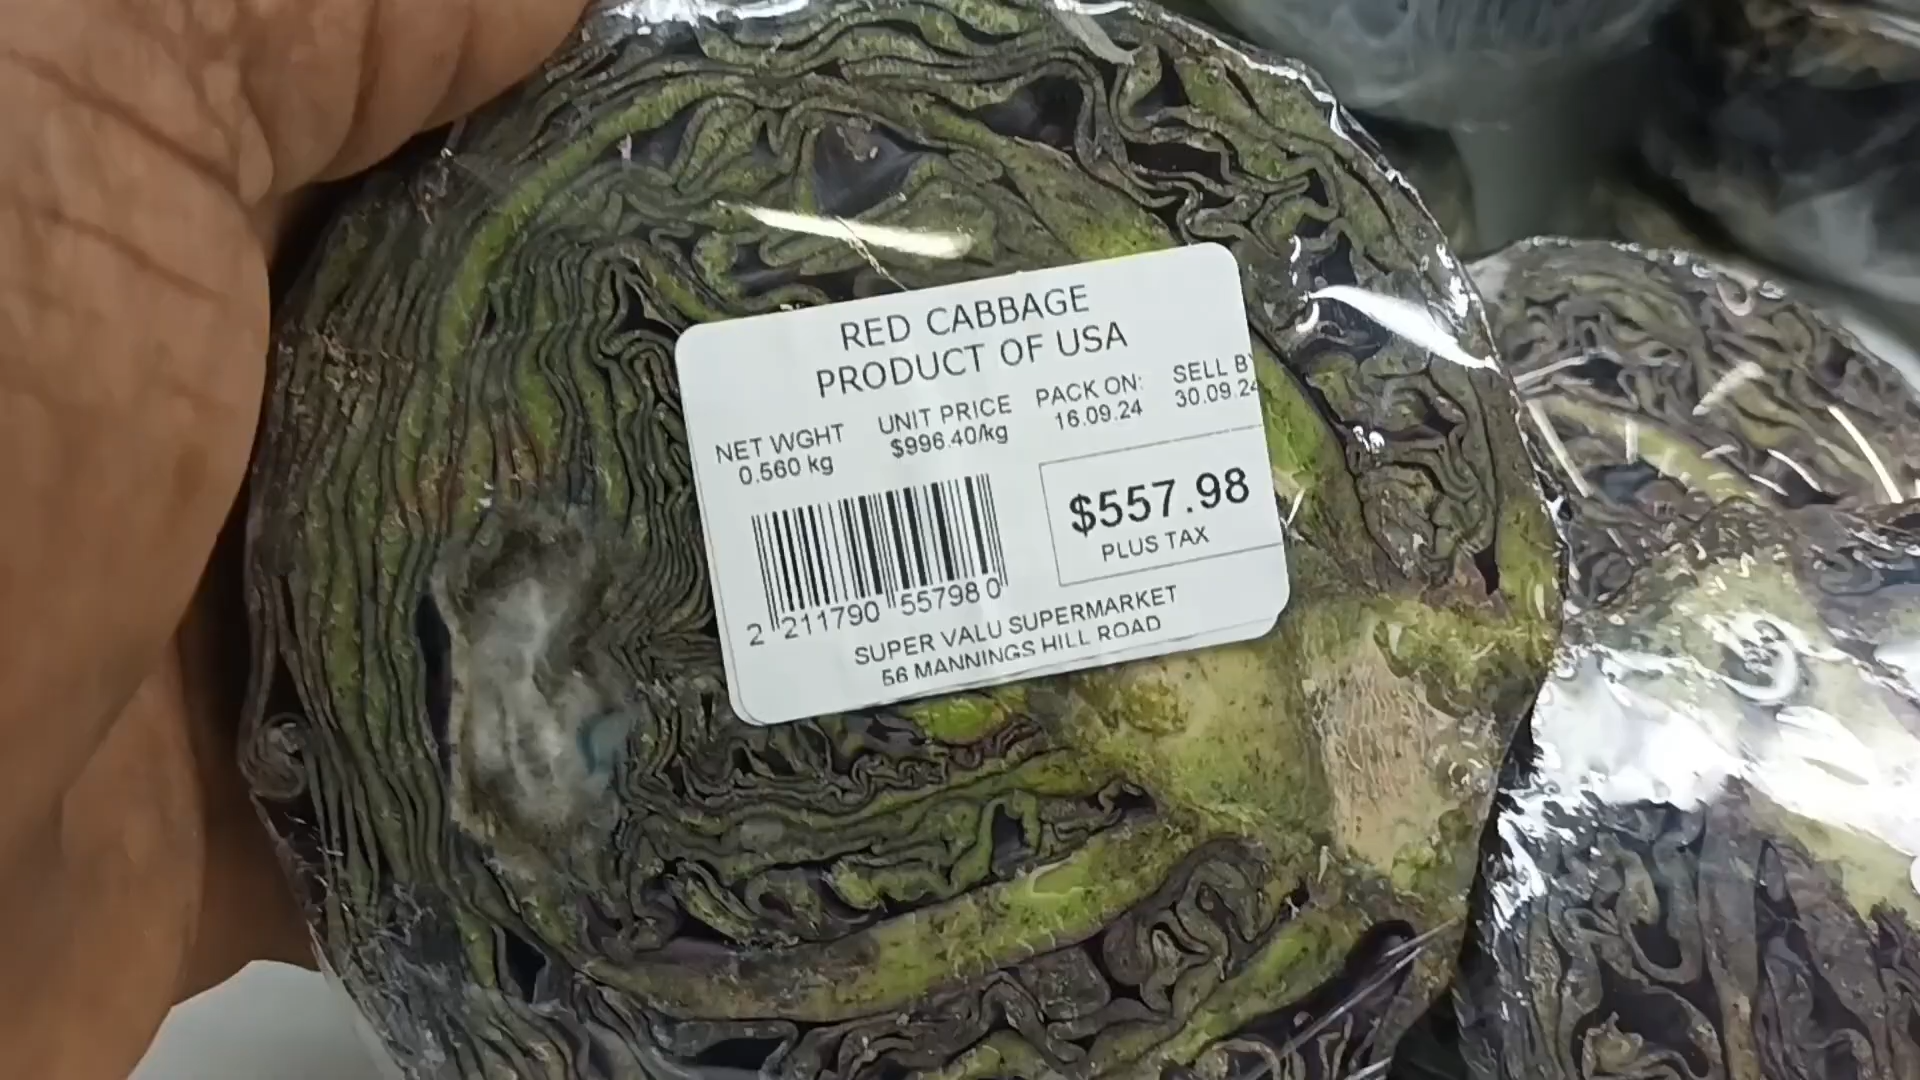 RED CABBAGE
PRODUCT OF USA
NET WGHT UNIT PRICE PACK ON: SELL BY
0.560 kg $996.40/kg 16.09.24 30.09.24
$557.98
PLUS TAX
2 211790 557980
SUPER VALU SUPERMARKET
56 MANNINGS HILL ROAD